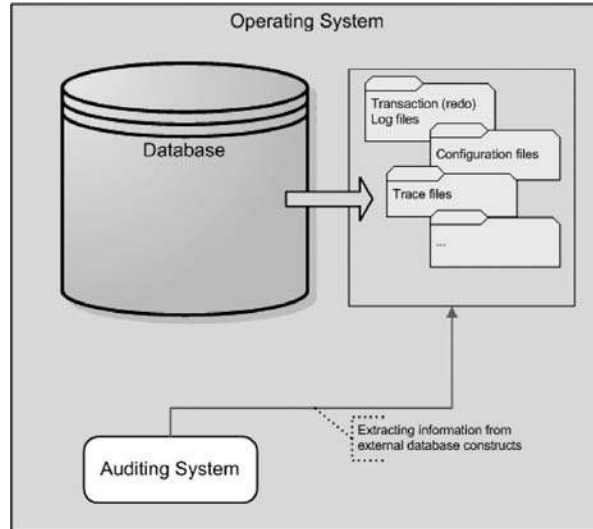 Operating System
Database
Transaction (redo)
Log files
Configuration files
Trace files
...
Extracting information from
external database constructs
Auditing System